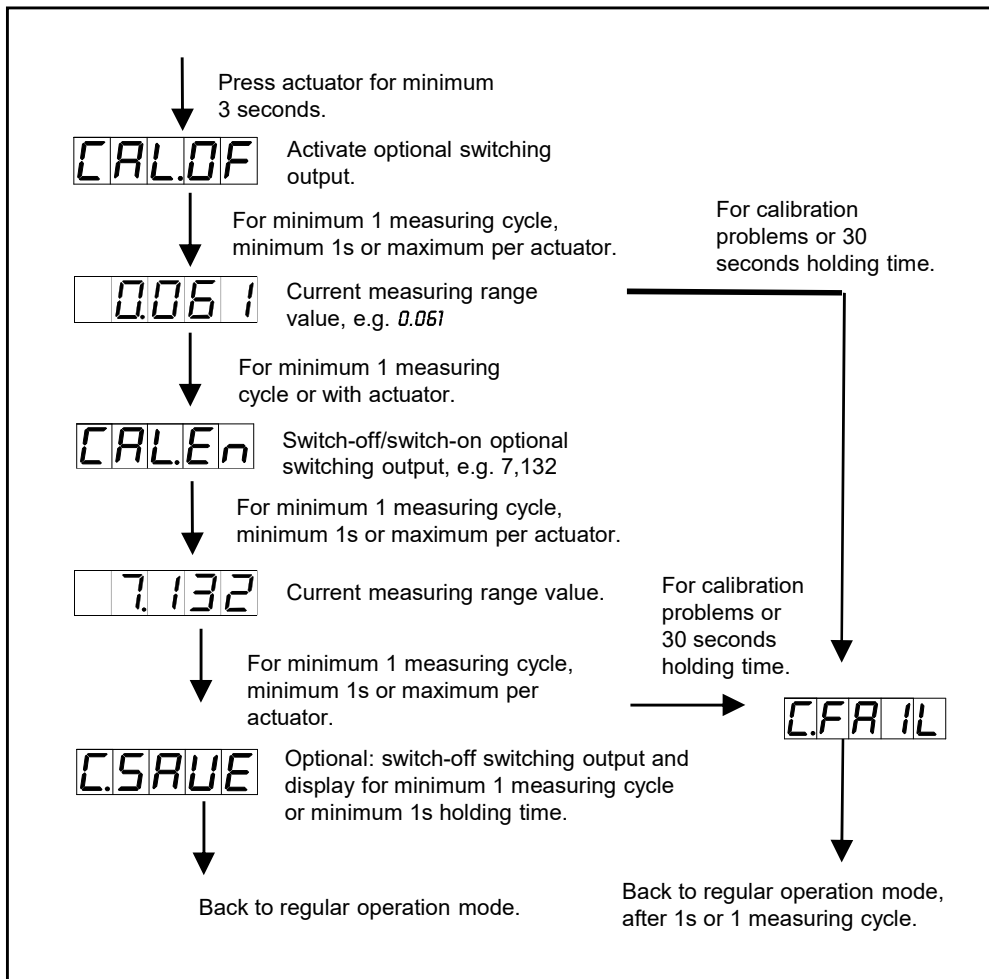 Press actuator for minimum
3 seconds.
CAL.OF
Activate optional switching
output.
For minimum 1 measuring cycle,
minimum 1s or maximum per actuator.
For calibration
problems or 30
seconds holding time.
0.061
Current measuring range
value, e.g. 0.061
For minimum 1 measuring
cycle or with actuator.
CAL.En
Switch-off/switch-on optional
switching output, e.g. 7,132
For minimum 1 measuring cycle,
minimum 1s or maximum per actuator.
7.132
Current measuring range value.
For calibration
problems or
30 seconds
holding time.
For minimum 1 measuring cycle,
minimum 1s or maximum per
actuator.
C.FAIL
C.SAVE
Optional: switch-off switching output and
display for minimum 1 measuring cycle
or minimum 1s holding time.
Back to regular operation mode.
Back to regular operation mode,
after 1s or 1 measuring cycle.